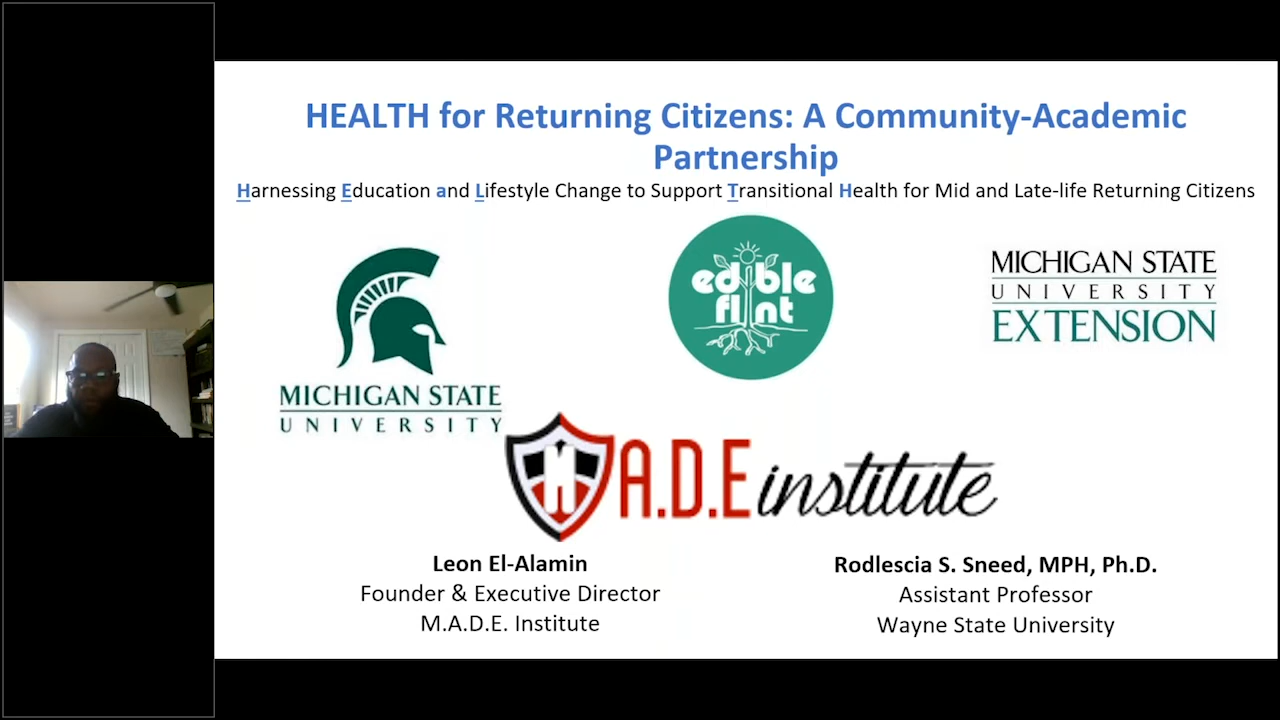 HEALTH for Returning Citizens: A Community-Academic
Partnership
Harnessing Education and Lifestyle Change to Support Transitional Health for Mid and Late-life Returning Citizens
edible
flint
MICHIGAN STATE
UNIVERSITY
EXTENSION
MICHIGAN STATE
UNIVERSITY
M A.D.E institute
Leon El-Alamin
Founder & Executive Director
M.A.D.E. Institute
Rodlescia S. Sneed, MPH, Ph.D.
Assistant Professor
Wayne State University